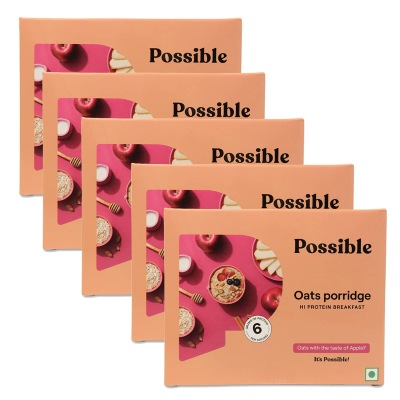 Possible
Possible
Possible
Possible
Possible
Oats porridge
HI PROTEIN BREAKFAST
6
Oats with the taste of Apple!!
It's Possible!